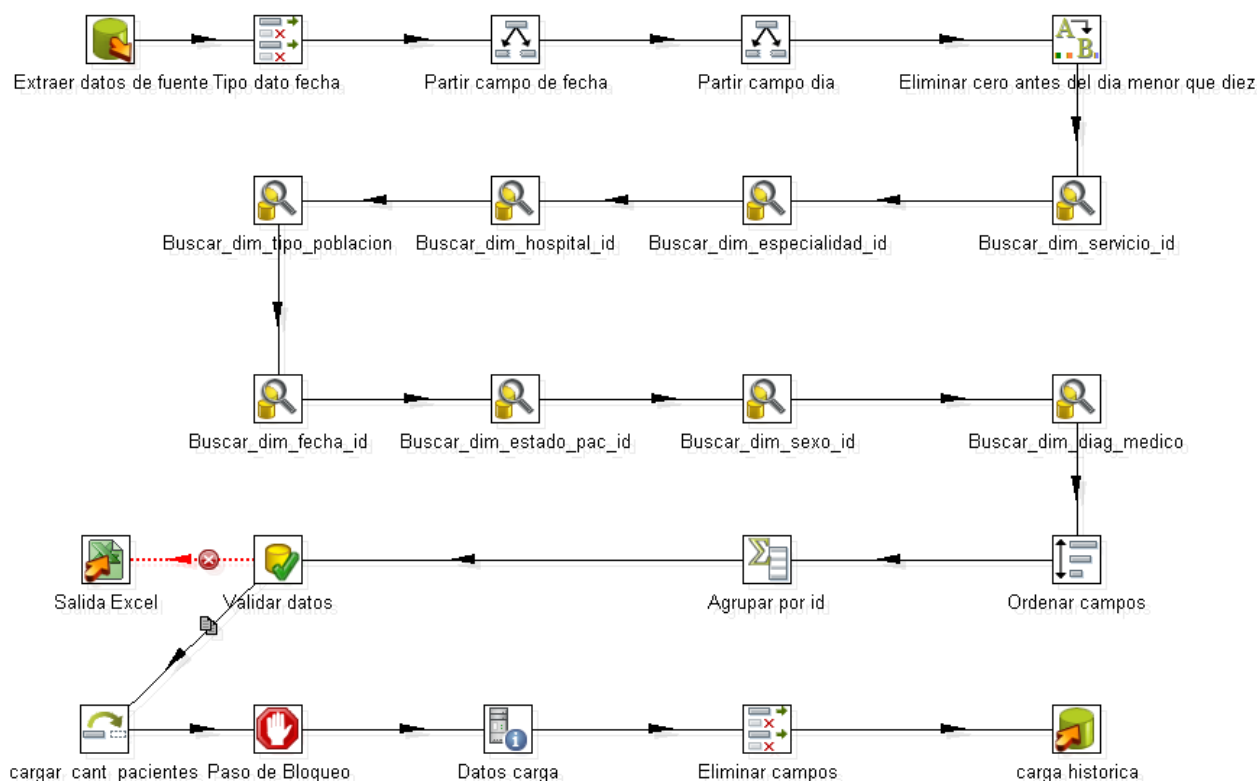 Extraer datos de fuente Tipo dato fecha Partir campo de fecha Partir campo dia Eliminar cero antes del dia menor que diez
Buscar_dim_tipo_poblacion Buscar_dim_hospital_id Buscar_dim_especialidad_id Buscar_dim_servicio_id
Buscar_dim_fecha_id Buscar_dim_estado_pac_id Buscar_dim_sexo_id Buscar_dim_diag_medico
Salida Excel Validar datos Agrupar por id Ordenar campos
cargar_cant_pacientes Paso de Bloqueo Datos carga Eliminar campos carga historica